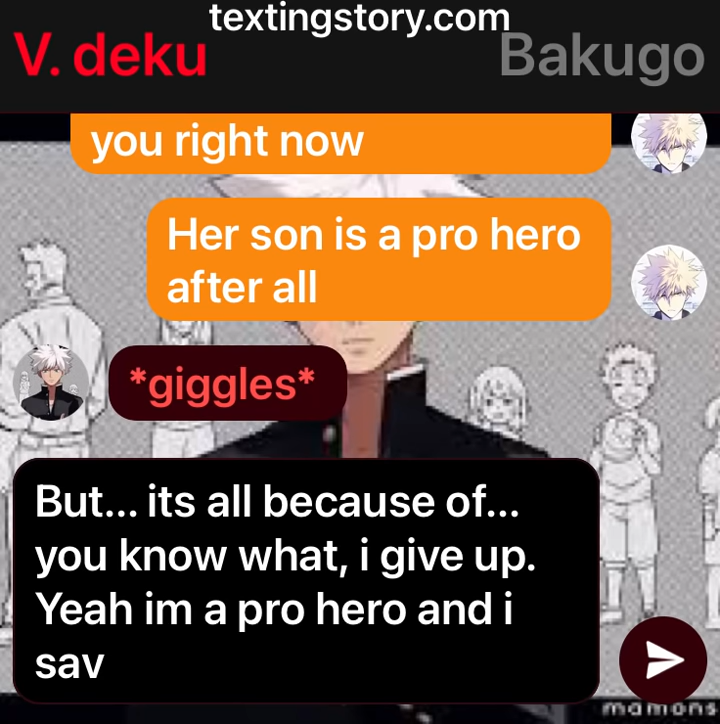 textingstory.com
V. deku
Bakugo
you right now
Her son is a pro hero
after all
*giggles*
But... its all because of...
you know what, i give up.
Yeah im a pro hero and i
sav
mamons